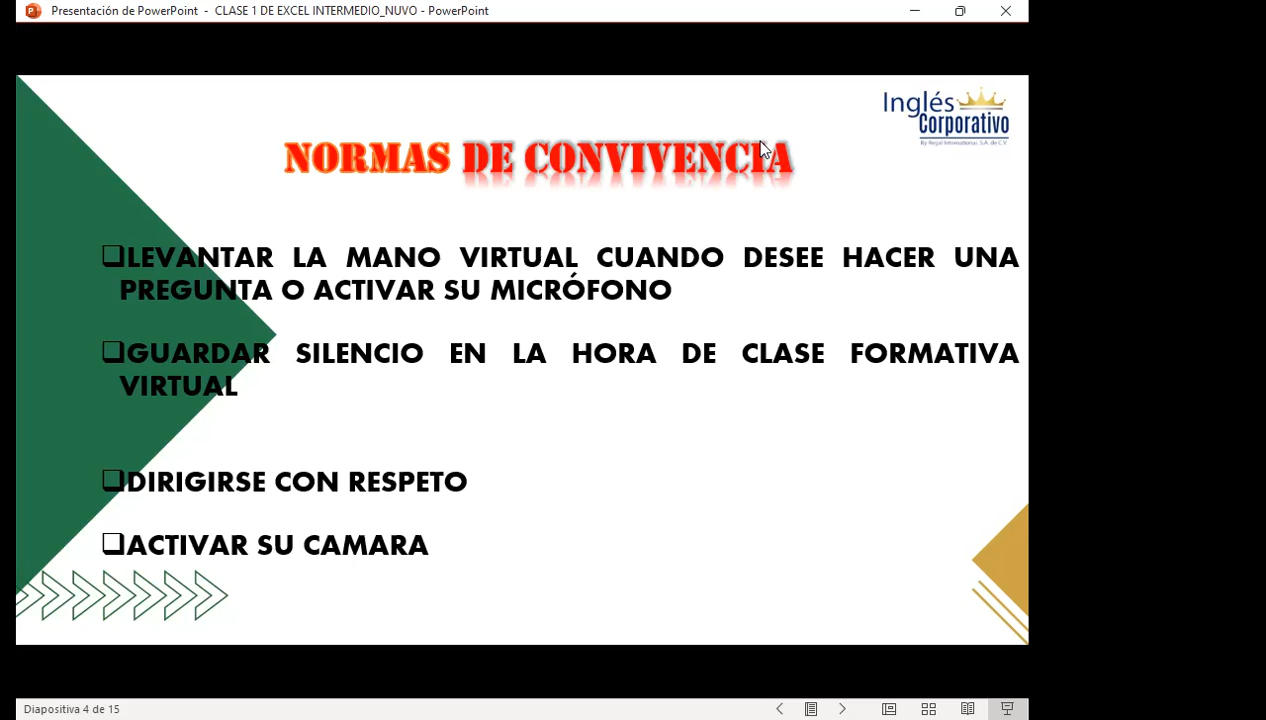 Presentación de PowerPoint - CLASE 1 DE EXCEL INTERMEDIO_NUVO - PowerPoint
Inglés
Corporativo
By Regal International S.A. de C.V.
NORMAS DE CONVIVENCIA
❑LEVANTAR LA MANO VIRTUAL CUANDO DESEE HACER UNA
PREGUNTA O ACTIVAR SU MICRÓFONO
❑GUARDAR SILENCIO EN LA HORA DE CLASE FORMATIVA
VIRTUAL
❑DIRIGIRSE CON RESPETO
❑ACTIVAR SU CAMARA
Diapositiva 4 de 15